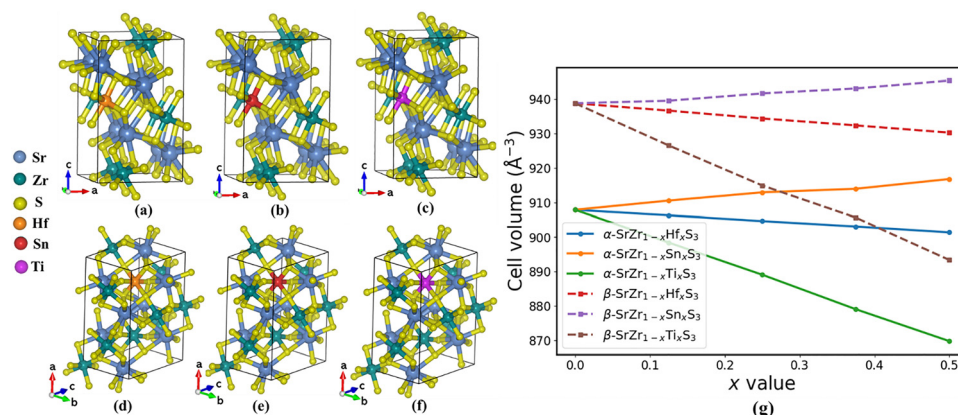 Sr
Zr
S
Hf
Sn
Ti
c
a
(a)
c
a
(b)
c
a
(c)
a
c
b
(d)
a
c
b
(e)
a
c
b
(f)
Cell volume (Å⁻³)
940
930
920
910
900
890
880
870
α-SrZr₁₋ₓHfₓS₃
α-SrZr₁₋ₓSnₓS₃
α-SrZr₁₋ₓTiₓS₃
β-SrZr₁₋ₓHfₓS₃
β-SrZr₁₋ₓSnₓS₃
β-SrZr₁₋ₓTiₓS₃
0.0 0.1 0.2 0.3 0.4 0.5
x value
(g)